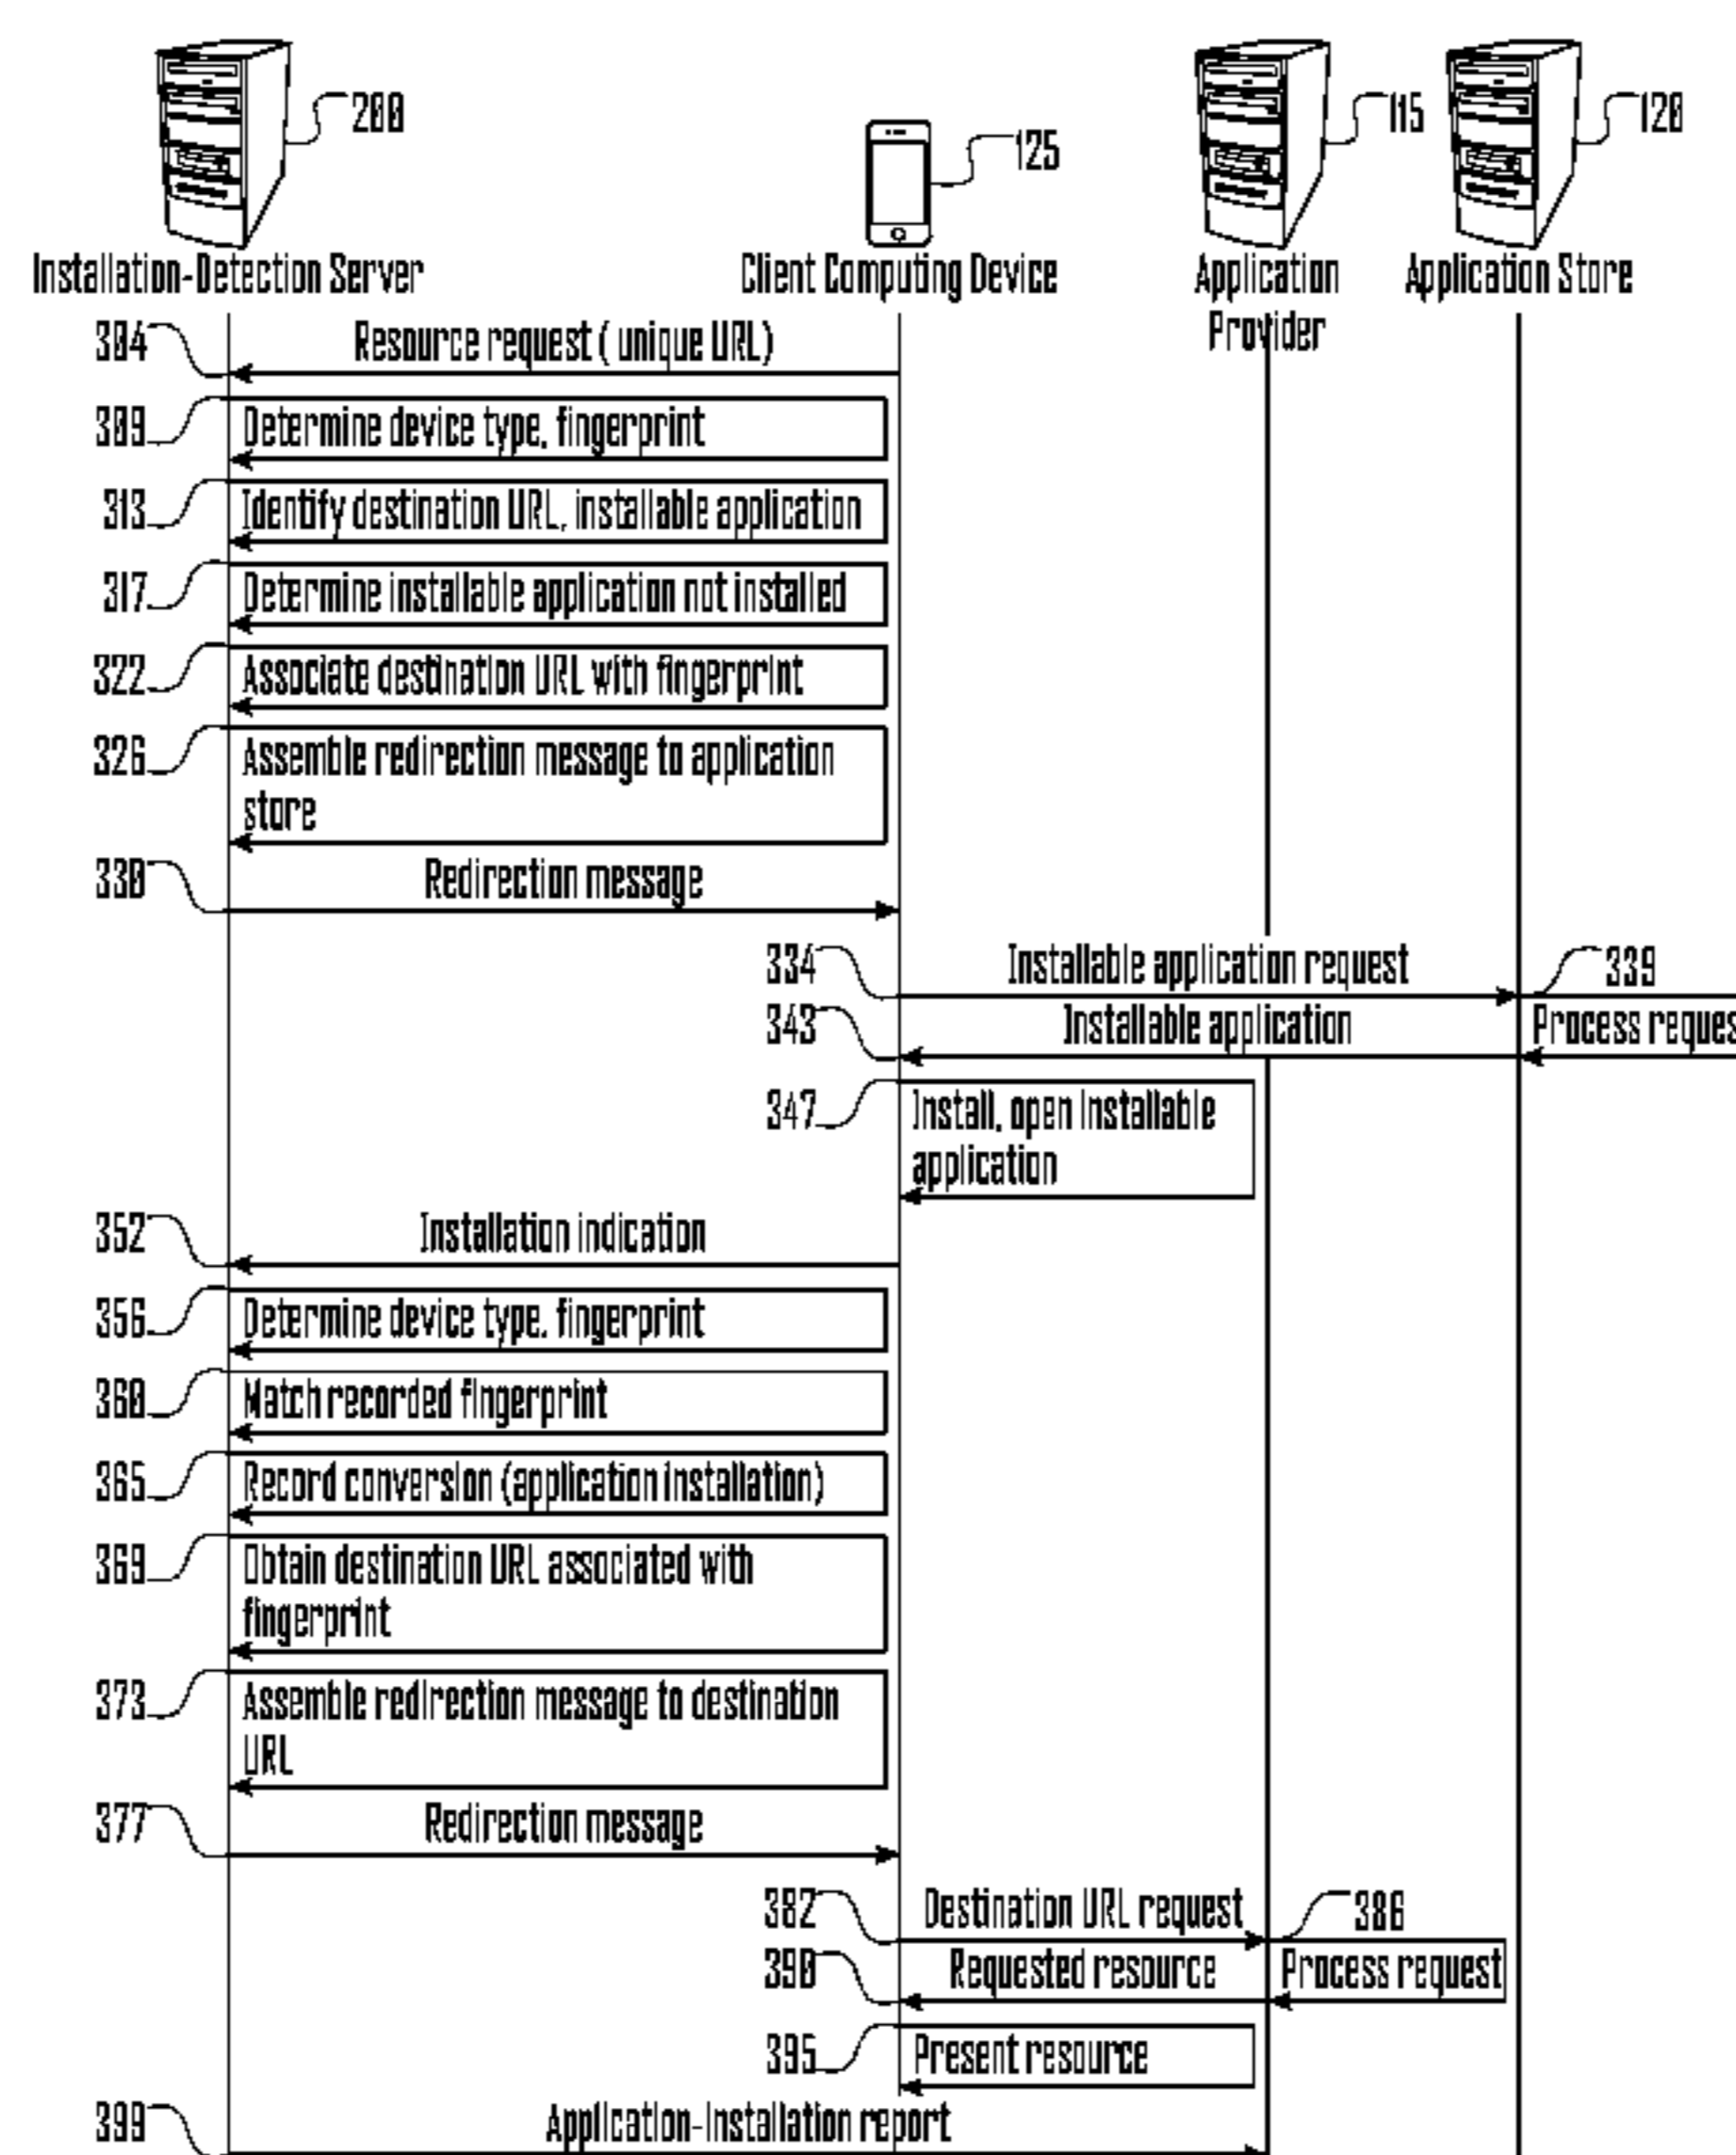 200
125
115
120
Installation-Detection Server
Client Computing Device
Application
Provider
Application Store
304
Resource request ( unique URL)
309
Determine device type, fingerprint
313
Identify destination URL, installable application
317
Determine installable application not installed
322
Associate destination URL with fingerprint
326
Assemble redirection message to application
store
330
Redirection message
334
Installable application request
339
343
Installable application
Process reques
347
Install, open installable
application
352
Installation indication
356
Determine device type, fingerprint
360
Match recorded fingerprint
365
Record conversion (application installation)
369
Obtain destination URL associated with
fingerprint
373
Assemble redirection message to destination
URL
377
Redirection message
382
Destination URL request
386
390
Requested resource
Process request
395
Present resource
399
Application-installation report